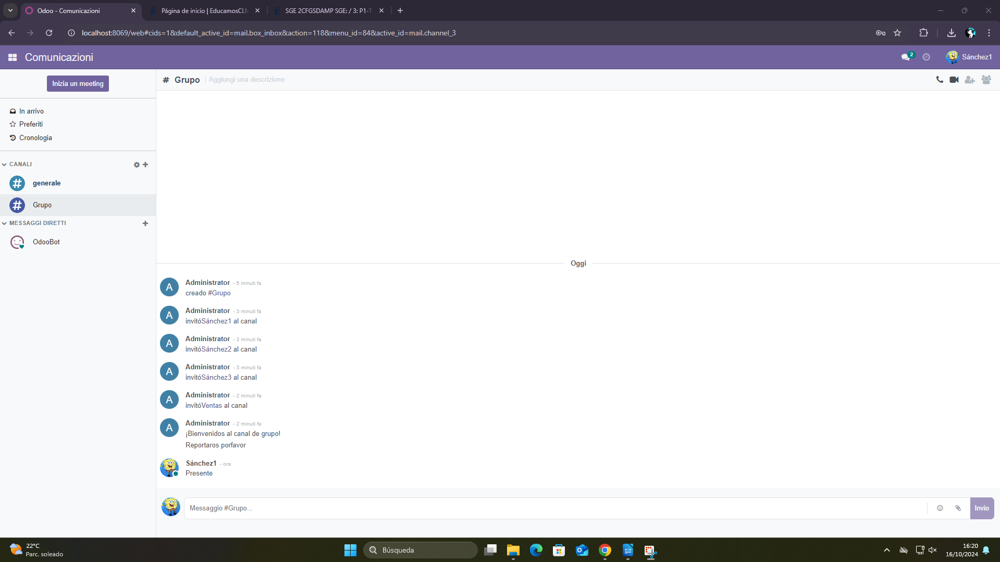 Odoo - Comunicazioni
Página de inicio | EducamosCLM
SGE 2CFGSDAMP SGE: / 3: P1-T
localhost:8069/web#cids=1&default_active_id=mail.box_inbox&action=118&menu_id=84&active_id=mail.channel_3
Comunicazioni
2
Sánchez1
Inizia un meeting
# Grupo
Aggiungi una descrizione
In arrivo
Preferiti
Cronologia
CANALI
generale
Grupo
MESSAGGI DIRETTI
OdooBot
Oggi
A
Administrator - 5 minuti fa
creado #Grupo
A
Administrator - 3 minuti fa
invitóSánchez1 al canal
A
Administrator - 3 minuti fa
invitóSánchez2 al canal
A
Administrator - 3 minuti fa
invitóSánchez3 al canal
A
Administrator - 2 minuti fa
invitóVentas al canal
A
Administrator - 2 minuti fa
¡Bienvenidos al canal de grupo!
Reportaros porfavor
Sánchez1 - ora
Presente
Messaggio #Grupo...
Invio
22°C
Parc. soleado
Búsqueda
16:20
16/10/2024